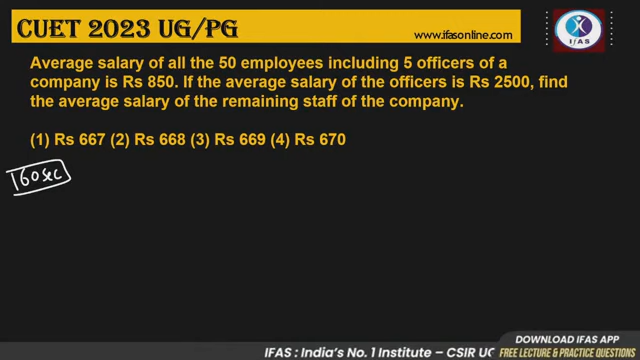 CUET 2023 UG/PG
www.ifasonline.com
IFAS
Average salary of all the 50 employees including 5 officers of a
company is Rs 850. If the average salary of the officers is Rs 2500, find
the average salary of the remaining staff of the company.
(1) Rs 667 (2) Rs 668 (3) Rs 669 (4) Rs 670
60 sec
DOWNLOAD IFAS APP
IFAS : India's No. 1 Institute – CSIR UG
FREE LECTURE & PRACTICE QUESTIONS